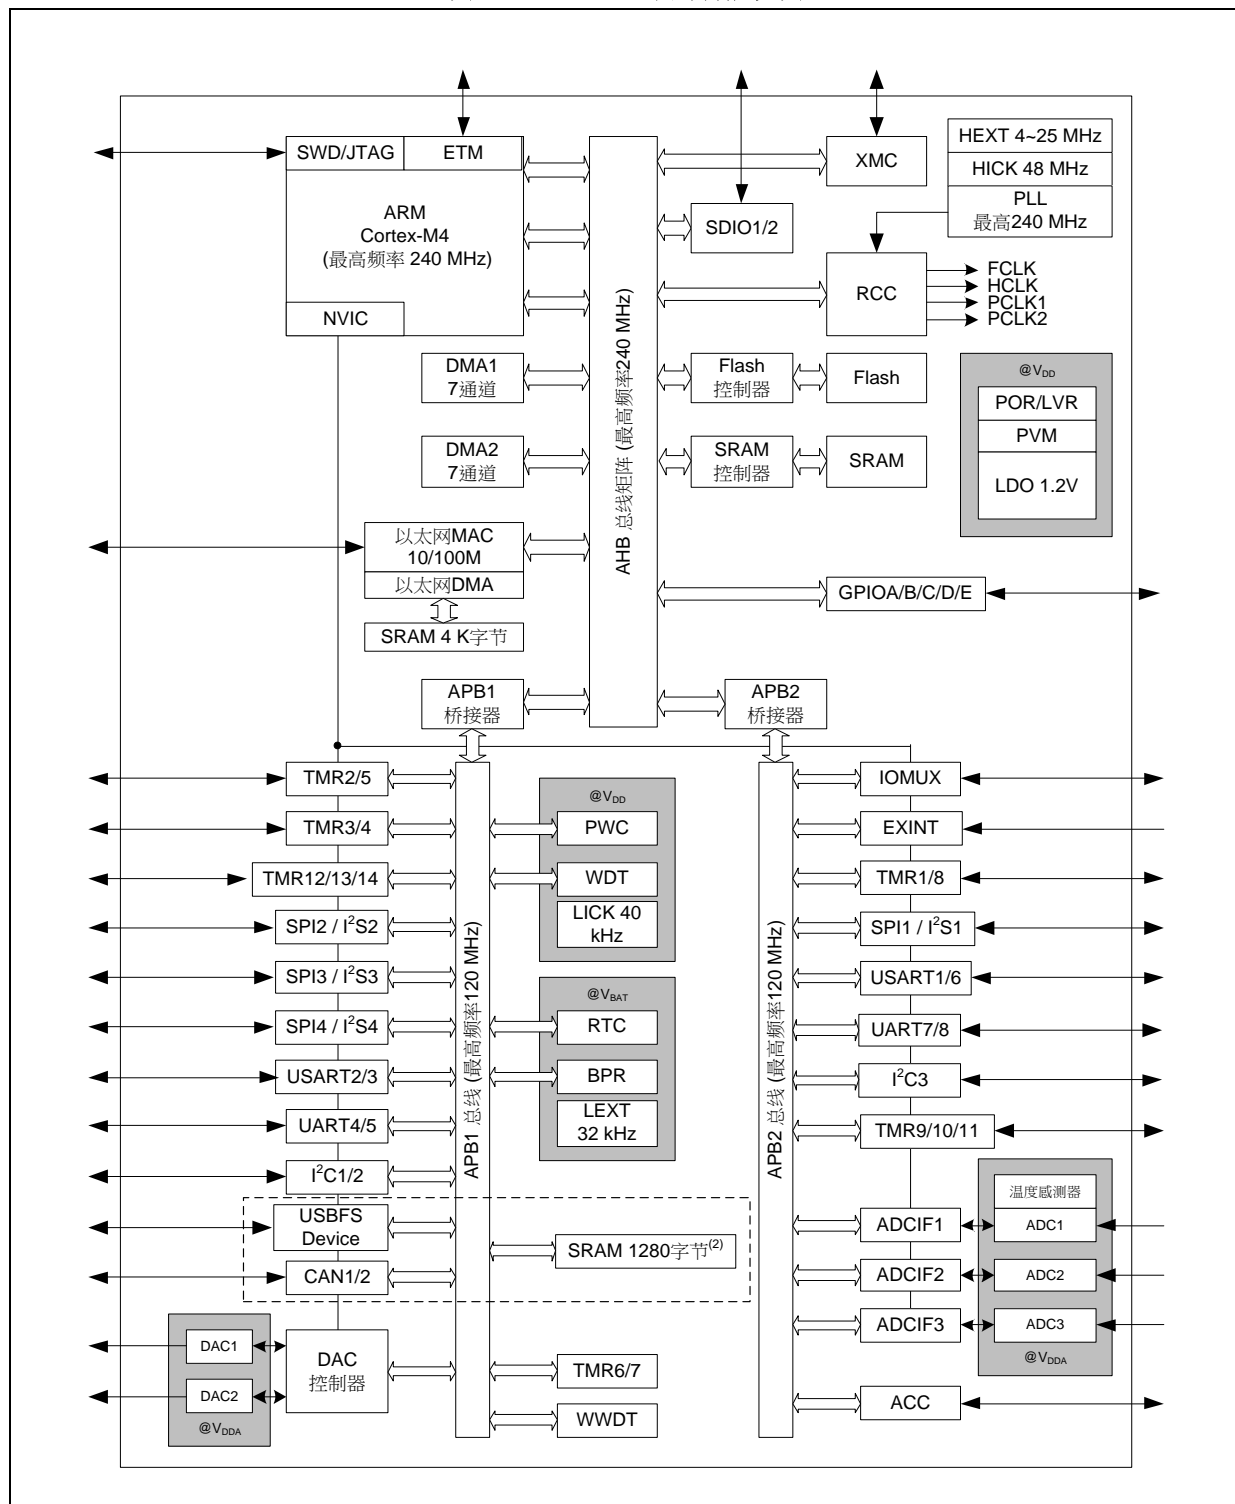 SWD/JTAG
ETM
ARM
Cortex-M4
(最高频率 240 MHz)
NVIC
XMC
HEXT 4~25 MHz
HICK 48 MHz
PLL
最高240 MHz
SDIO1/2
RCC
FCLK
HCLK
PCLK1
PCLK2
AHB 总线矩阵 (最高频率240 MHz)
DMA1
7通道
Flash
控制器
Flash
DMA2
7通道
SRAM
控制器
SRAM
@VDD
POR/LVR
PVM
LDO 1.2V
以太网MAC
10/100M
以太网DMA
SRAM 4 K字节
GPIOA/B/C/D/E
APB1
桥接器
APB2
桥接器
TMR2/5
TMR3/4
TMR12/13/14
SPI2 / I²S2
SPI3 / I²S3
SPI4 / I²S4
USART2/3
UART4/5
I²C1/2
USBFS
Device
CAN1/2
DAC1
DAC2
@VDDA
DAC
控制器
APB1 总线 (最高频率120 MHz)
@VDD
PWC
WDT
LICK 40
kHz
@VBAT
RTC
BPR
LEXT
32 kHz
SRAM 1280字节(2)
TMR6/7
WWDT
APB2 总线 (最高频率120 MHz)
IOMUX
EXINT
TMR1/8
SPI1 / I²S1
USART1/6
UART7/8
I²C3
TMR9/10/11
ADCIF1
ADCIF2
ADCIF3
温度感测器
ADC1
ADC2
ADC3
@VDDA
ACC